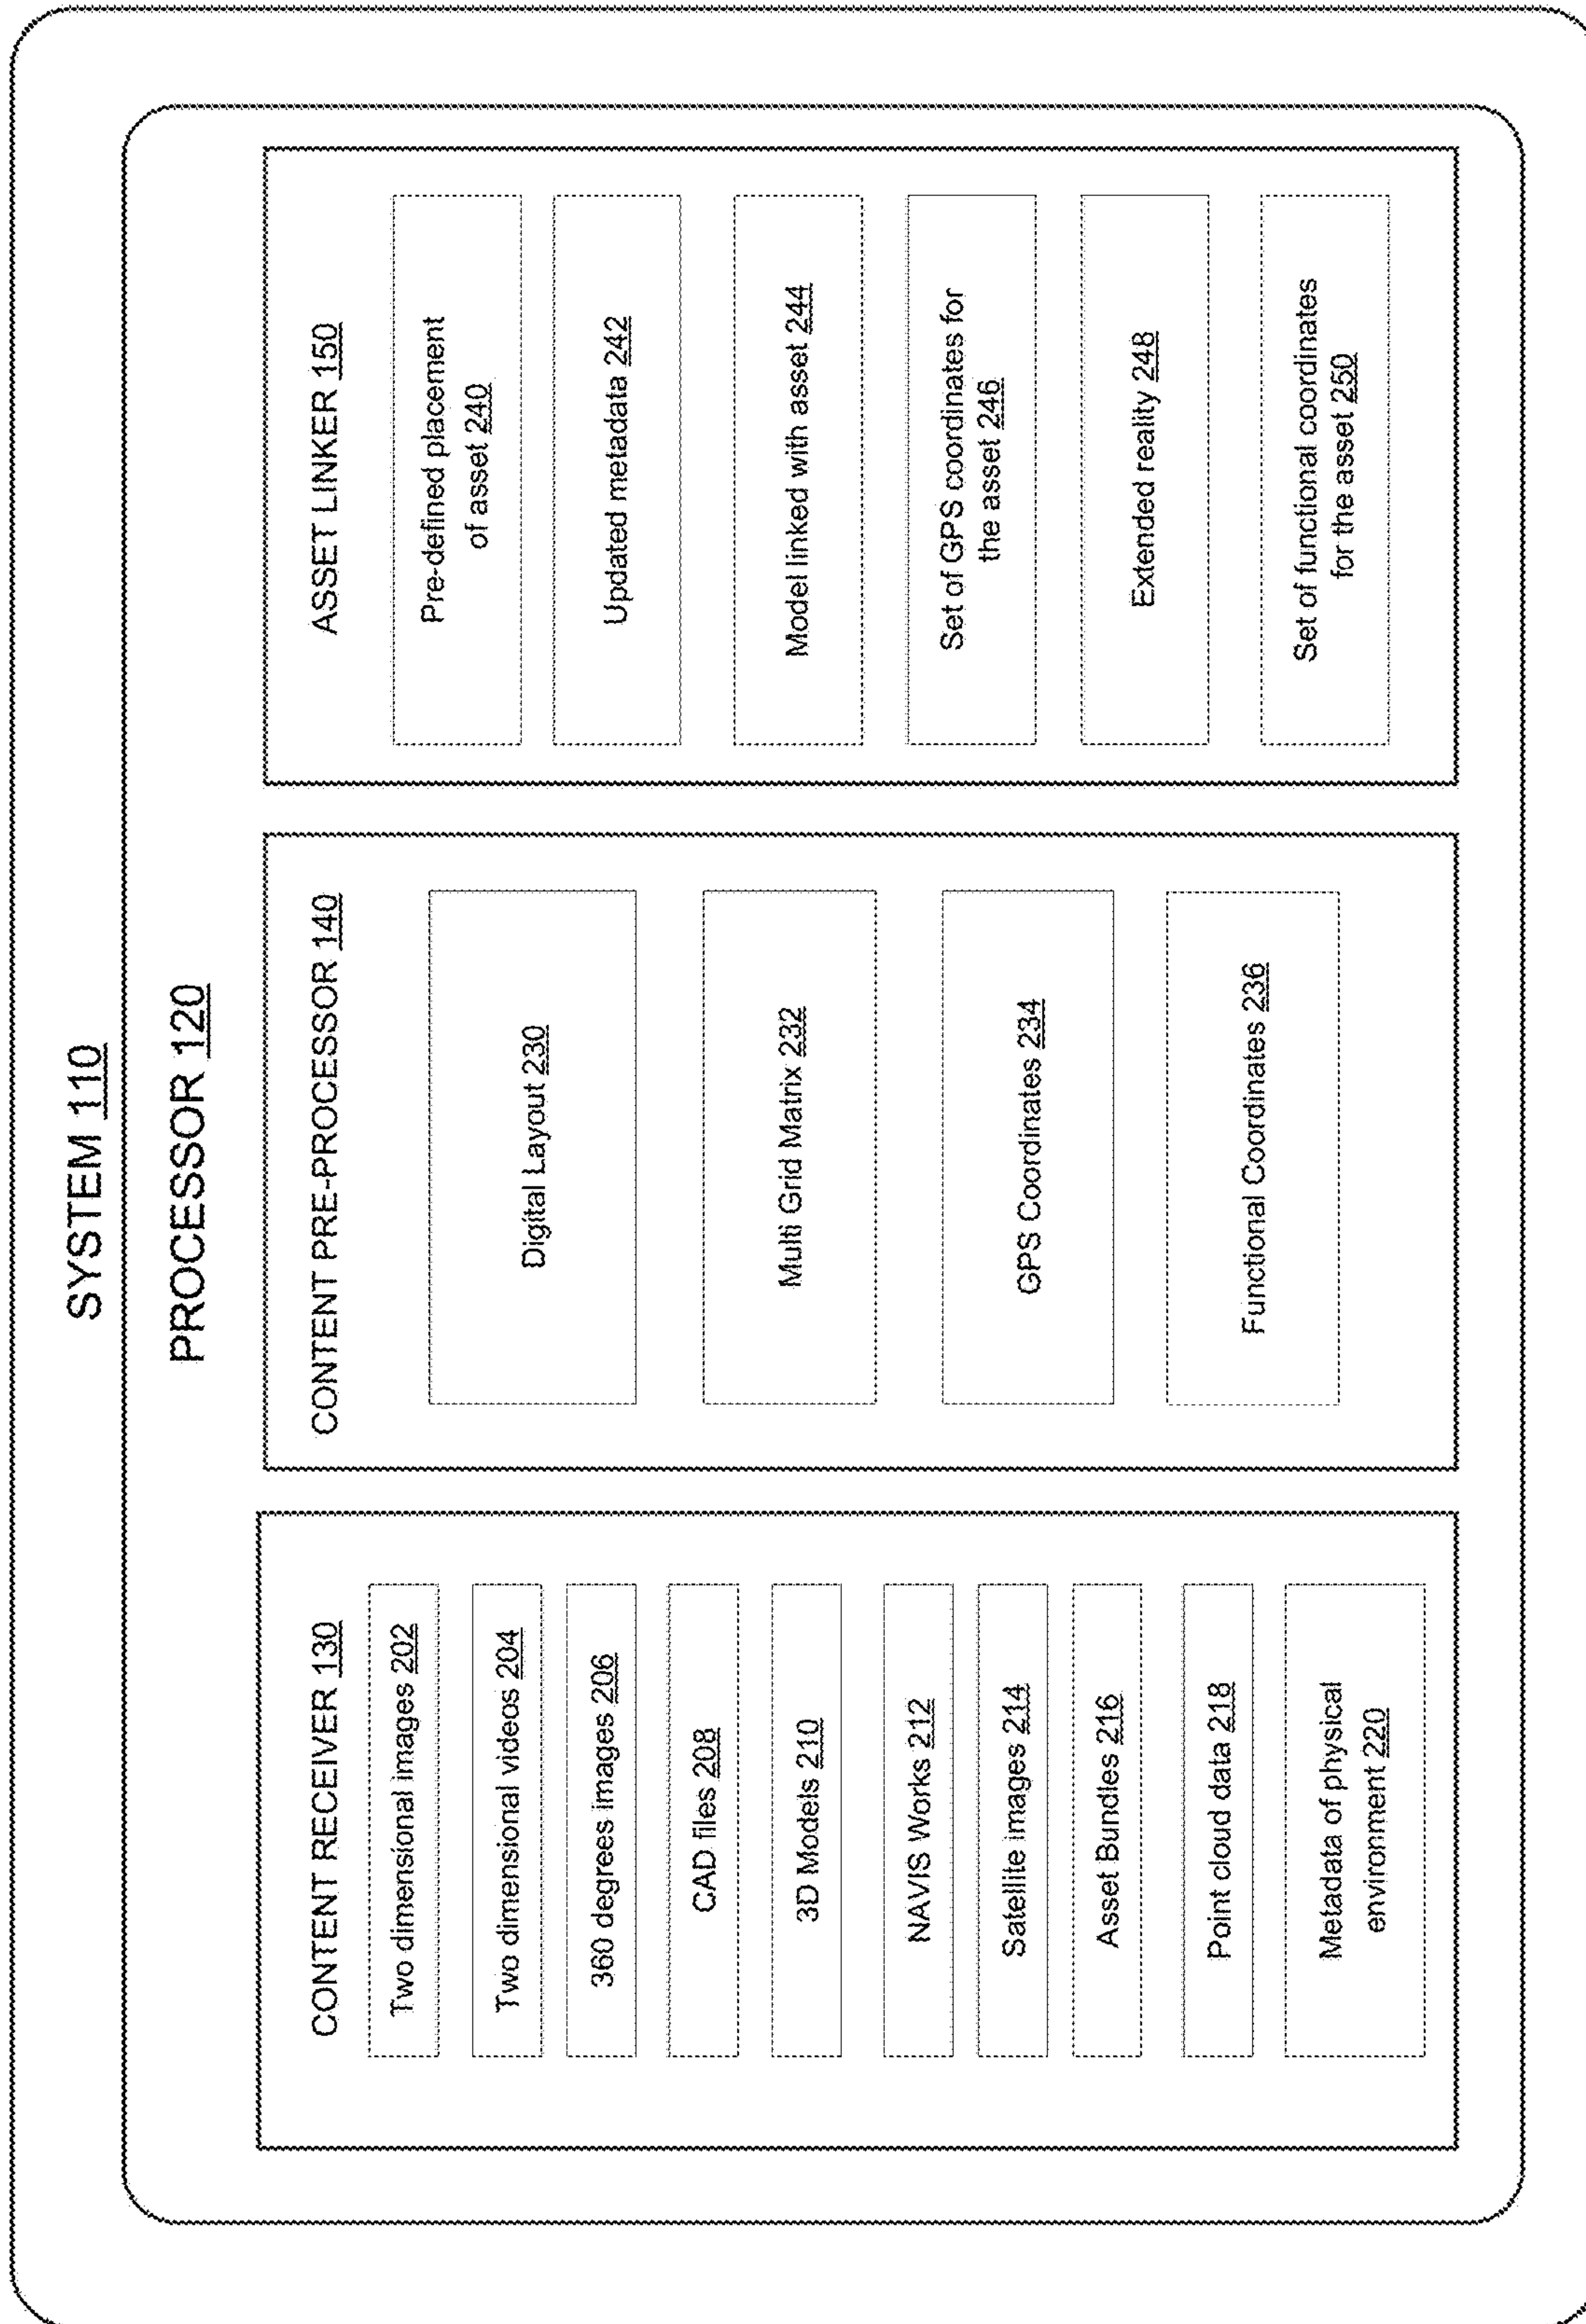 SYSTEM 110
PROCESSOR 120
CONTENT RECEIVER 130
Two dimensional images 202
Two dimensional videos 204
360 degrees images 206
CAD files 208
3D Models 210
NAVIS Works 212
Satellite images 214
Asset Bundles 216
Point cloud data 218
Metadata of physical
environment 220
CONTENT PRE-PROCESSOR 140
Digital Layout 230
Multi Grid Matrix 232
GPS Coordinates 234
Functional Coordinates 236
ASSET LINKER 150
Pre-defined placement
of asset 240
Updated metadata 242
Model linked with asset 244
Set of GPS coordinates for
the asset 246
Extended reality 248
Set of functional coordinates
for the asset 250